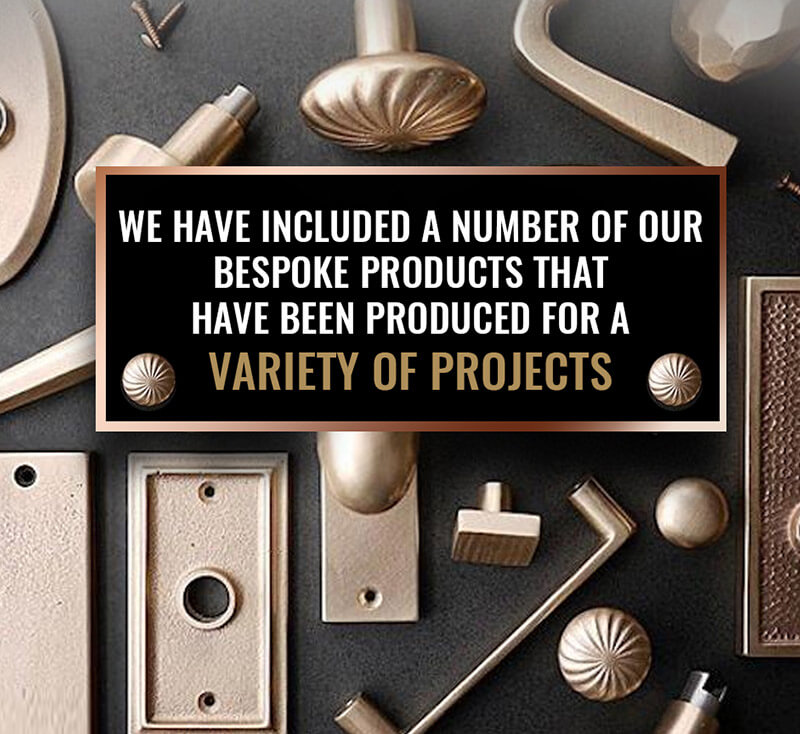 WE HAVE INCLUDED A NUMBER OF OUR
BESPOKE PRODUCTS THAT
HAVE BEEN PRODUCED FOR A
VARIETY OF PROJECTS